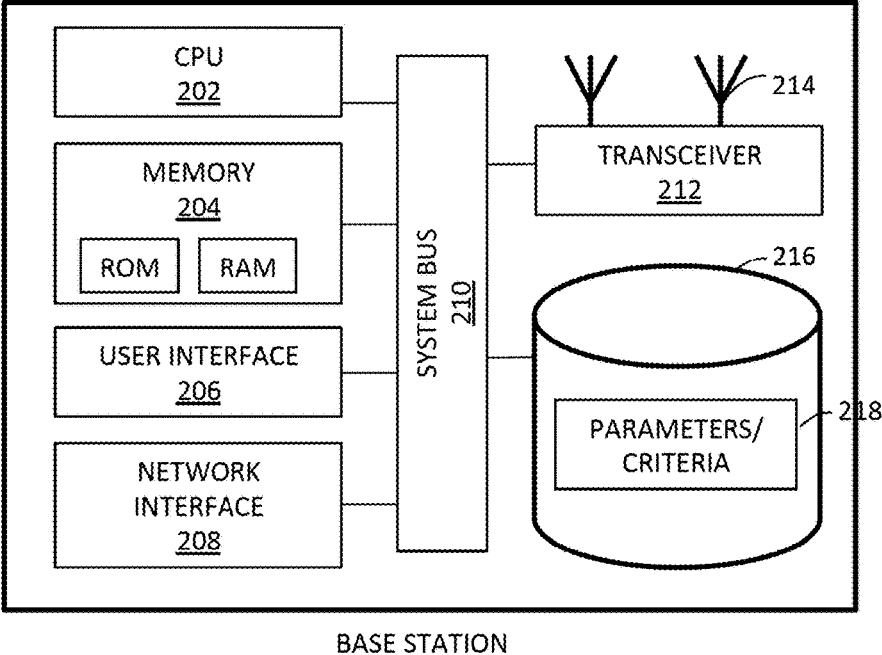 CPU
202
MEMORY
204
ROM
RAM
USER INTERFACE
206
NETWORK
INTERFACE
208
SYSTEM BUS
210
214
TRANSCEIVER
212
216
218
PARAMETERS/
CRITERIA
BASE STATION